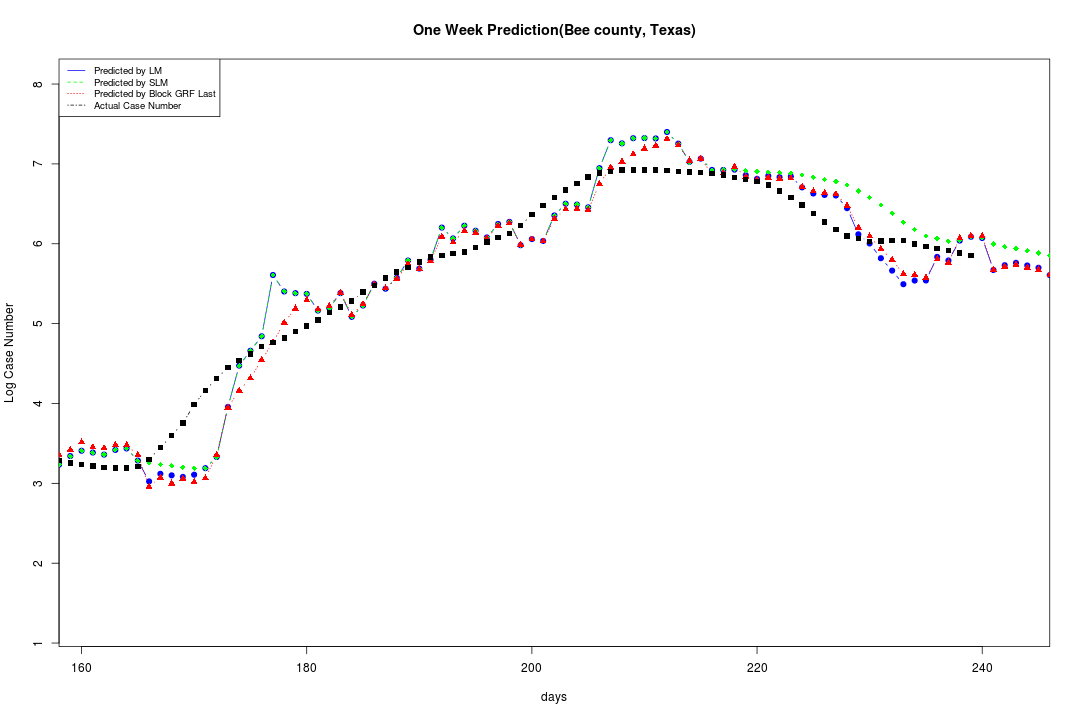 One Week Prediction(Bee county, Texas)
Predicted by LM
Predicted by SLM
Predicted by Block GRF Last
Actual Case Number
Log Case Number
8
7
6
5
4
3
2
1
160 180 200 220 240
days